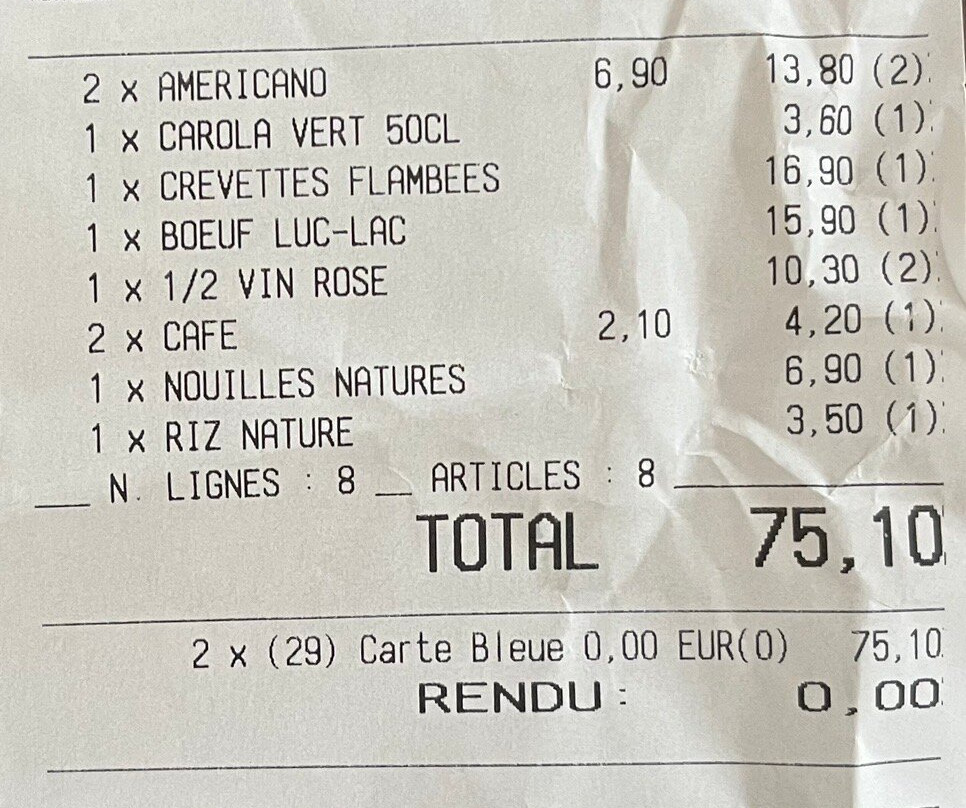 2 x AMERICANO 6,90 13,80 (2)
1 x CAROLA VERT 50CL 3,60 (1)
1 x CREVETTES FLAMBEES 16,90 (1)
1 x BOEUF LUC-LAC 15,90 (1)
1 x 1/2 VIN ROSE 10,30 (2)
2 x CAFE 2,10 4,20 (1)
1 x NOUILLES NATURES 6,90 (1)
1 x RIZ NATURE 3,50 (1)
__ N. LIGNES : 8 __ ARTICLES : 8
TOTAL 75,10
2 x (29) Carte Bleue 0,00 EUR(0) 75,10
RENDU: 0,00